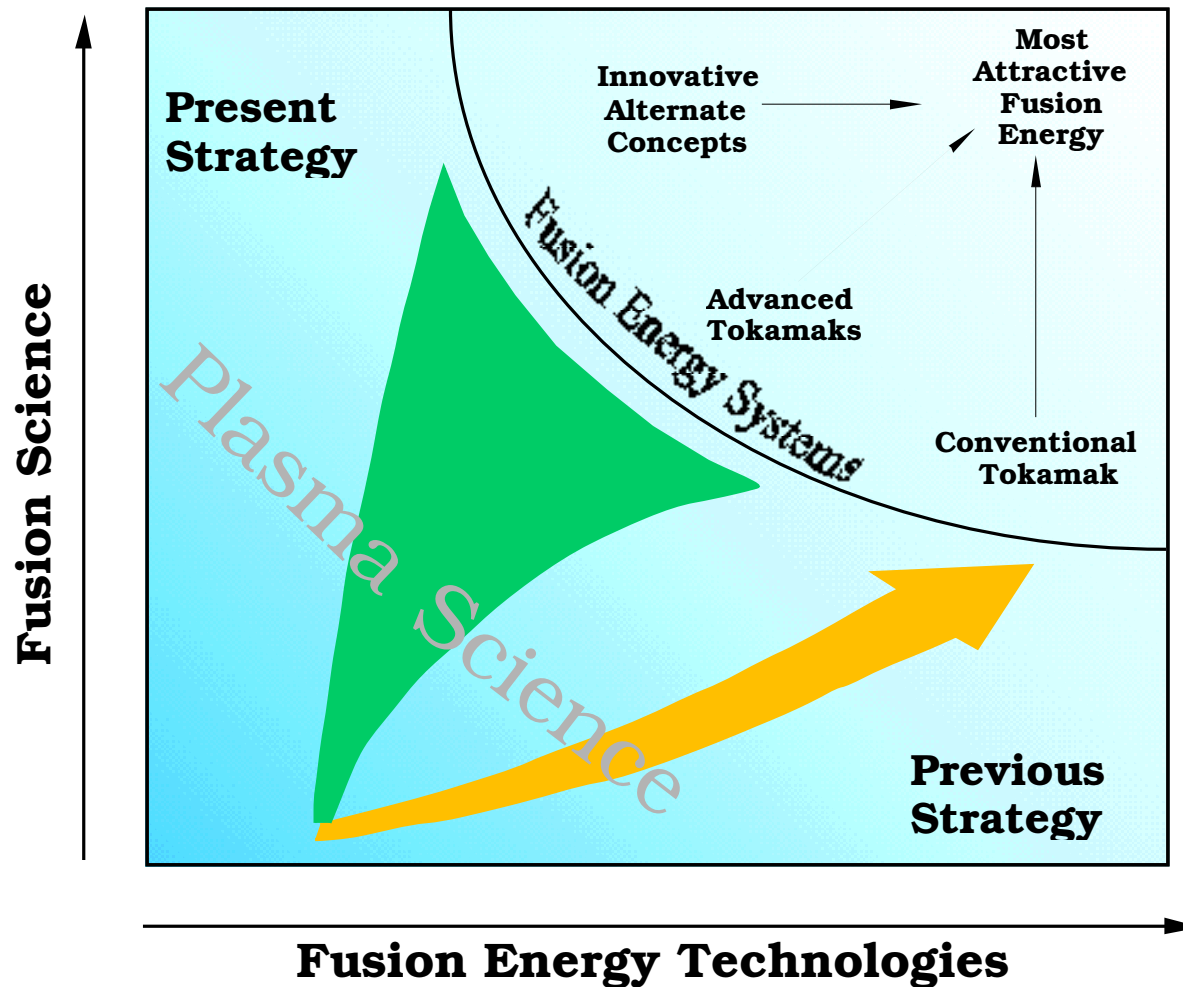 Present
Strategy
Innovative
Alternate
Concepts
Most
Attractive
Fusion
Energy
Fusion Energy Systems
Advanced
Tokamaks
Conventional
Tokamak
Plasma Science
Previous
Strategy
Fusion Science
Fusion Energy Technologies